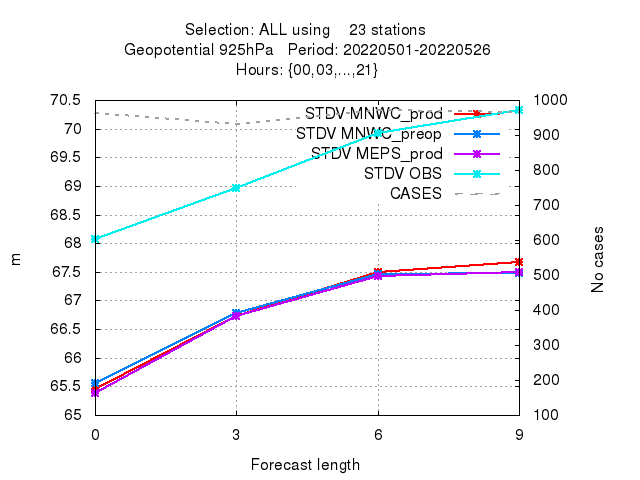 Selection: ALL using    23 stations
Geopotential 925hPa   Period: 20220501-20220526
Hours: {00,03,...,21}
70.5
70
69.5
69
68.5
68
67.5
67
66.5
66
65.5
65
1000
900
800
700
600
500
400
300
200
100
STDV MNWC_prod
STDV MNWC_preop
STDV MEPS_prod
STDV OBS
CASES
m
No cases
0 3 6 9
Forecast length